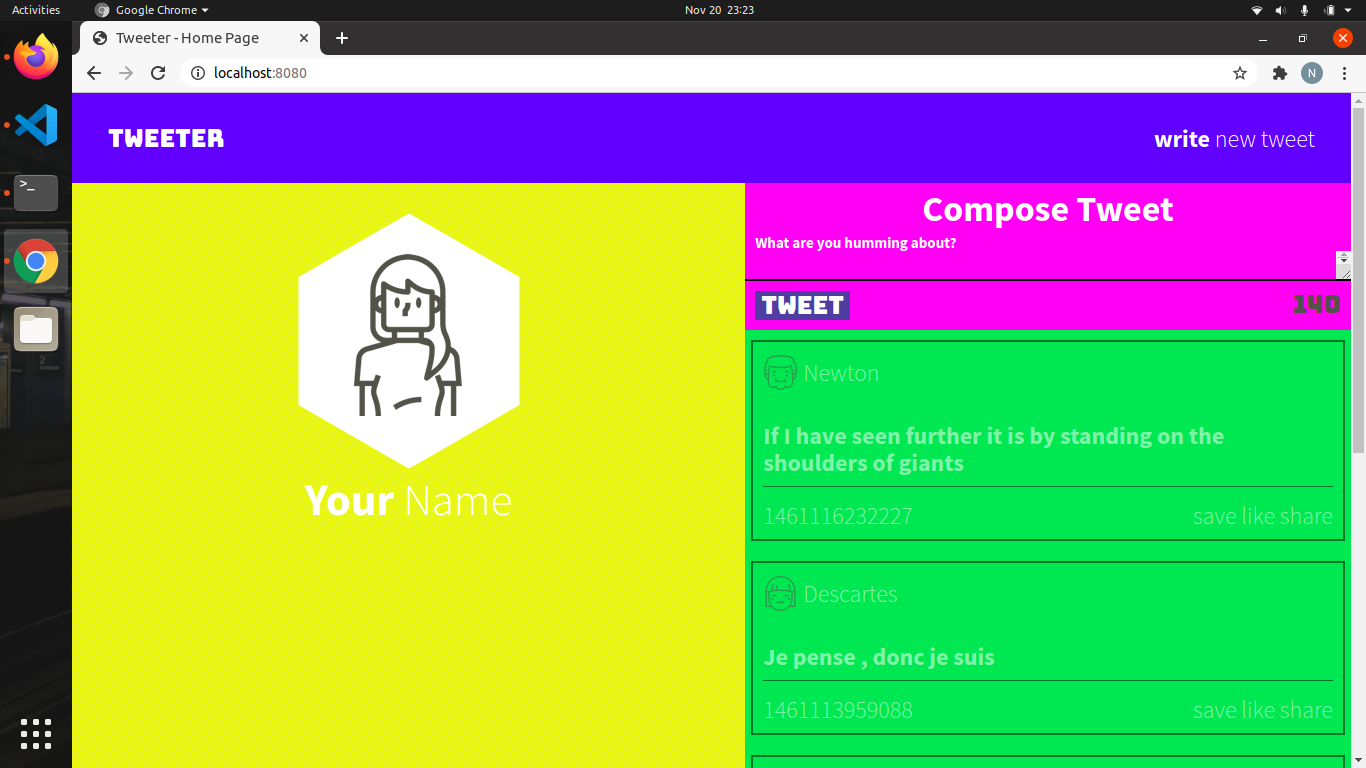 Activities
Google Chrome
Nov 20 23:23
Tweeter - Home Page
localhost:8080
N
TWEETER
write new tweet
Compose Tweet
What are you humming about?
TWEET
140
Your Name
Newton
If I have seen further it is by standing on the
shoulders of giants
1461116232227
save like share
Descartes
Je pense , donc je suis
1461113959088
save like share